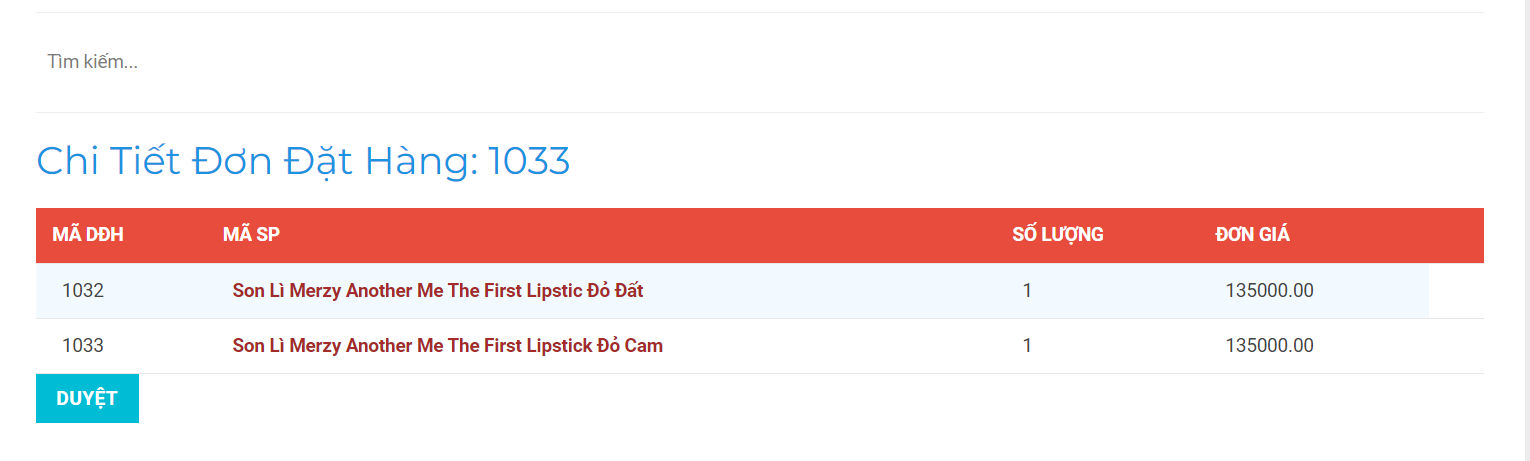 Tìm kiếm...
Chi Tiết Đơn Đặt Hàng: 1033
MÃ DĐH MÃ SP SỐ LƯỢNG ĐƠN GIÁ
1032 Son Lì Merzy Another Me The First Lipstic Đỏ Đất 1 135000.00
1033 Son Lì Merzy Another Me The First Lipstick Đỏ Cam 1 135000.00
DUYỆT